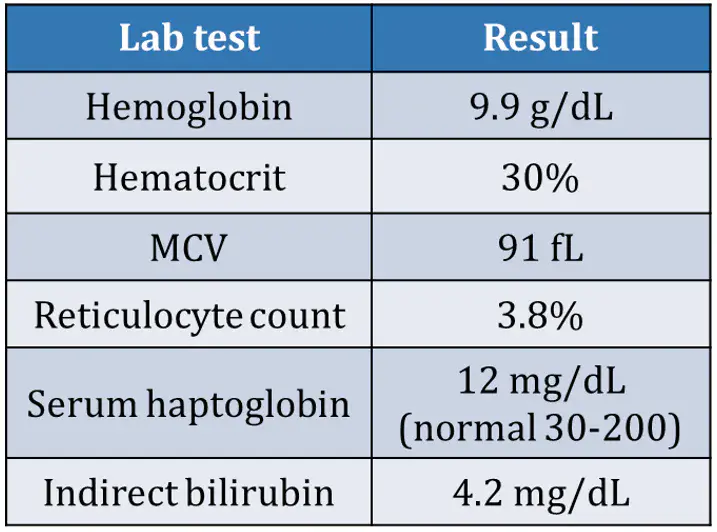 Lab test Result
Hemoglobin 9.9 g/dL
Hematocrit 30%
MCV 91 fL
Reticulocyte count 3.8%
Serum haptoglobin 12 mg/dL
(normal 30-200)
Indirect bilirubin 4.2 mg/dL